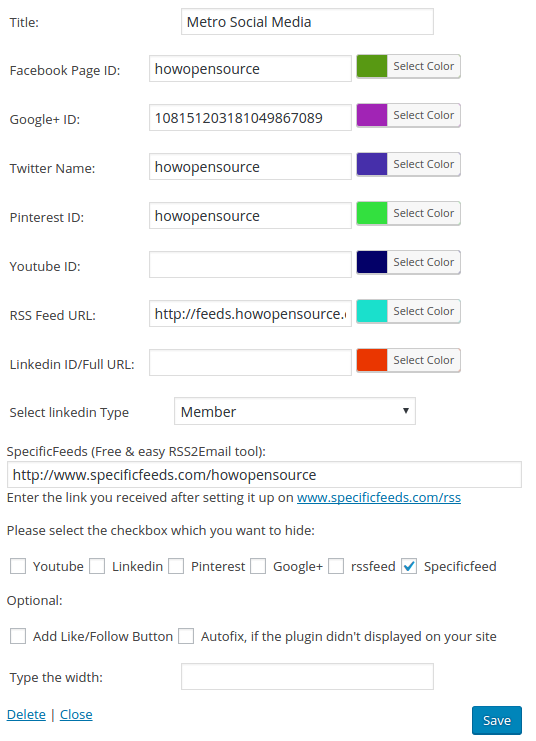 Title: Metro Social Media
Facebook Page ID: howopensource Select Color
Google+ ID: 108151203181049867089 Select Color
Twitter Name: howopensource Select Color
Pinterest ID: howopensource Select Color
Youtube ID: Select Color
RSS Feed URL: http://feeds.howopensource. Select Color
Linkedin ID/Full URL: Select Color
Select linkedin Type Member
SpecificFeeds (Free & easy RSS2Email tool):
http://www.specificfeeds.com/howopensource
Enter the link you received after setting it up on www.specificfeeds.com/rss
Please select the checkbox which you want to hide:
Youtube Linkedin Pinterest Google+ rssfeed Specificfeed
Optional:
Add Like/Follow Button Autofix, if the plugin didn't displayed on your site
Type the width:
Delete | Close Save